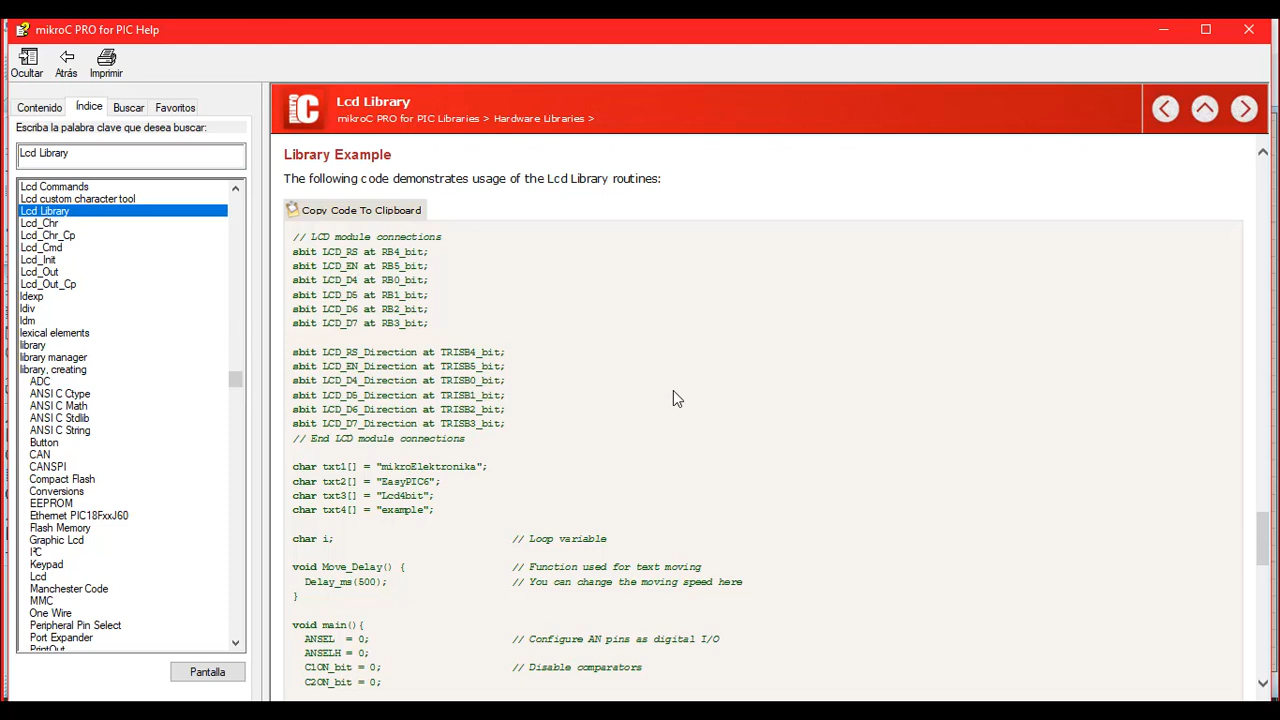 mikroC PRO for PIC Help
Ocultar Atrás Imprimir
Contenido Índice Buscar Favoritos
Escriba la palabra clave que desea buscar:
Lcd Library
Lcd Commands
Lcd custom character tool
Lcd Library
Lcd_Chr
Lcd_Chr_Cp
Lcd_Cmd
Lcd_Init
Lcd_Out
Lcd_Out_Cp
ldexp
ldiv
ldm
lexical elements
library
library manager
library, creating
ADC
ANSI C Ctype
ANSI C Math
ANSI C Stdlib
ANSI C String
Button
CAN
CANSPI
Compact Flash
Conversions
EEPROM
Ethernet PIC18FxxJ60
Flash Memory
Graphic Lcd
I²C
Keypad
Lcd
Manchester Code
MMC
One Wire
Peripheral Pin Select
Port Expander
PrintOut
Pantalla
mikro IC
Lcd Library
mikroC PRO for PIC Libraries > Hardware Libraries >
Library Example
The following code demonstrates usage of the Lcd Library routines:
Copy Code To Clipboard
// LCD module connections
sbit LCD_RS at RB4_bit;
sbit LCD_EN at RB5_bit;
sbit LCD_D4 at RB0_bit;
sbit LCD_D5 at RB1_bit;
sbit LCD_D6 at RB2_bit;
sbit LCD_D7 at RB3_bit;
sbit LCD_RS_Direction at TRISB4_bit;
sbit LCD_EN_Direction at TRISB5_bit;
sbit LCD_D4_Direction at TRISB0_bit;
sbit LCD_D5_Direction at TRISB1_bit;
sbit LCD_D6_Direction at TRISB2_bit;
sbit LCD_D7_Direction at TRISB3_bit;
// End LCD module connections
char txt1[] = "mikroElektronika";
char txt2[] = "EasyPIC6";
char txt3[] = "Lcd4bit";
char txt4[] = "example";
char i; // Loop variable
void Move_Delay() { // Function used for text moving
Delay_ms(500); // You can change the moving speed here
}
void main(){
ANSEL = 0; // Configure AN pins as digital I/O
ANSELH = 0;
C1ON_bit = 0; // Disable comparators
C2ON_bit = 0;